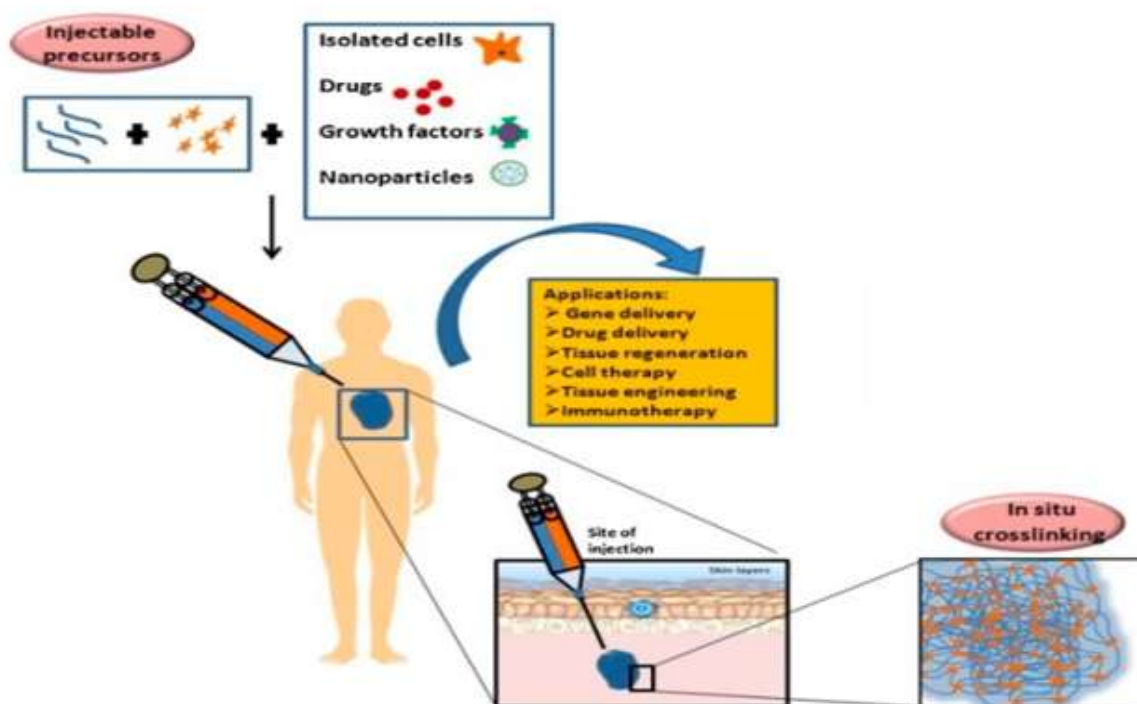 Injectable
precursors
Isolated cells
Drugs
Growth factors
Nanoparticles
Applications:
➢ Gene delivery
➢Drug delivery
➢Tissue regeneration
➢Cell therapy
➢Tissue engineering
➢Immunotherapy
Site of
injection
Skin layers
In situ
crosslinking